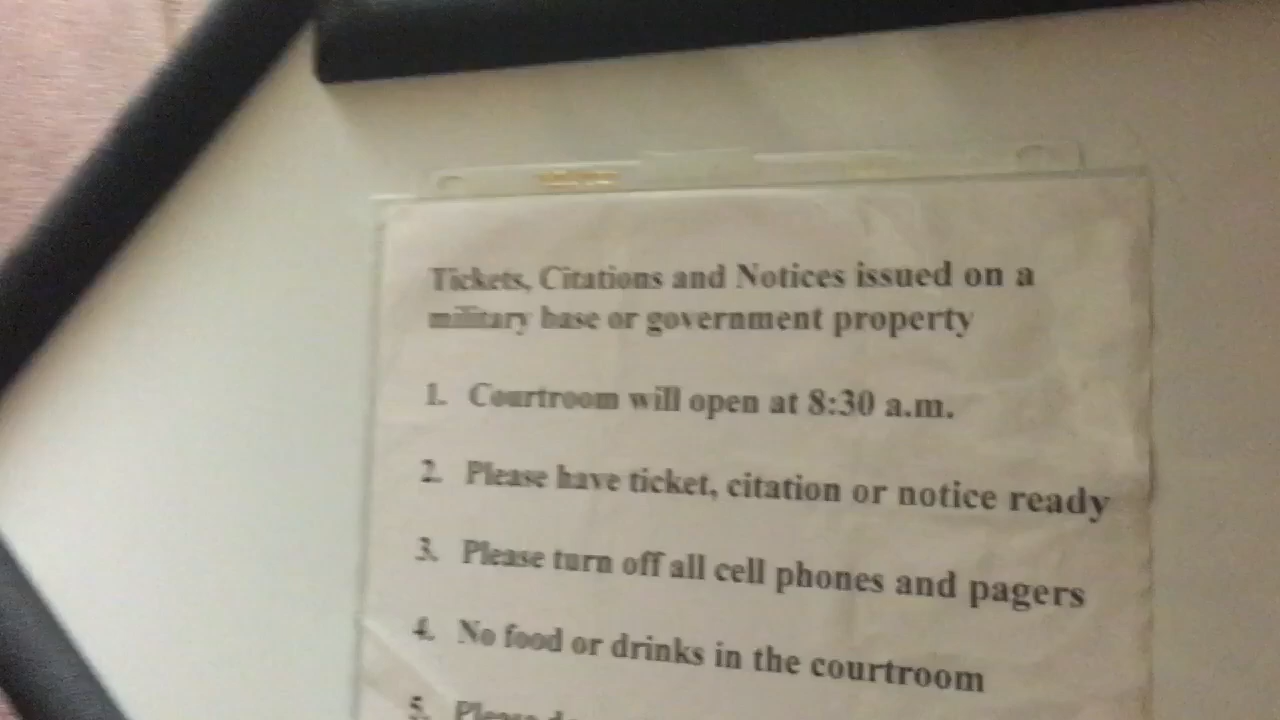 Tickets, Citations and Notices issued on a
military base or government property
1. Courtroom will open at 8:30 a.m.
2. Please have ticket, citation or notice ready
3. Please turn off all cell phones and pagers
4. No food or drinks in the courtroom
5. Please